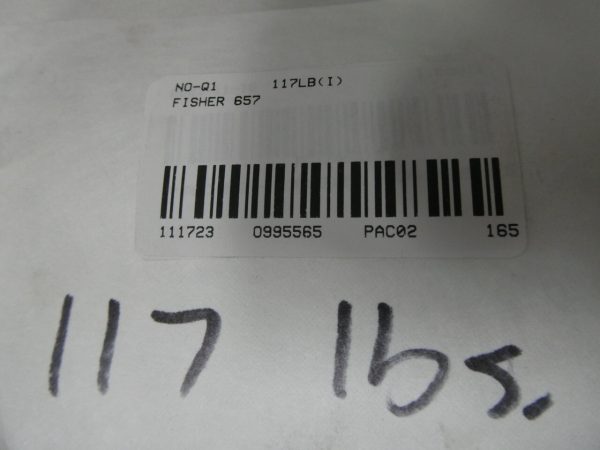 NO-Q1 117LB(I)
FISHER 657
111723 0995565 PAC02 165
117 lbs.